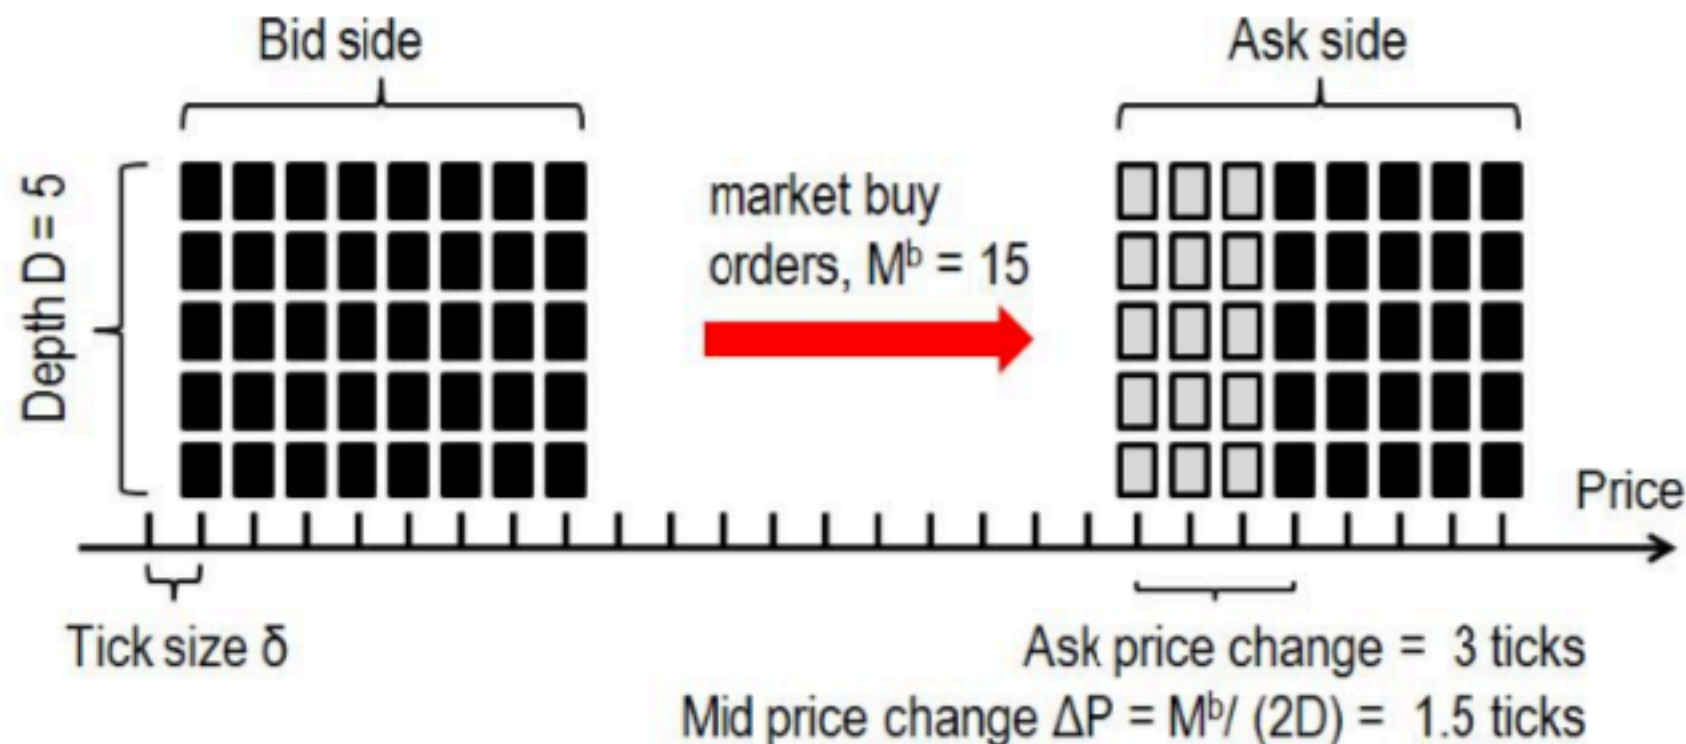 Bid side
Ask side
Depth D = 5
market buy
orders, Mᵇ = 15
Price
Tick size δ
Ask price change = 3 ticks
Mid price change ΔP = Mᵇ/ (2D) = 1.5 ticks